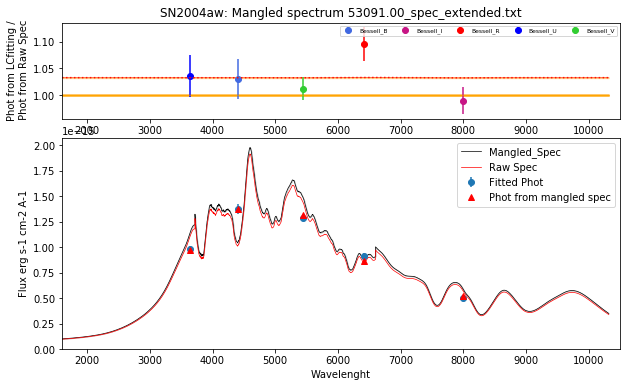 SN2004aw: Mangled spectrum 53091.00_spec_extended.txt
Phot from LCfitting /
Phot from Raw Spec
1.10
1.05
1.00
Bessell_B
Bessell_I
Bessell_R
Bessell_U
Bessell_V
2000 3000 4000 5000 6000 7000 8000 9000 10000
1e−15
Flux erg s-1 cm-2 A-1
2.00
1.75
1.50
1.25
1.00
0.75
0.50
0.25
0.00
Mangled_Spec
Raw Spec
Fitted Phot
Phot from mangled spec
2000 3000 4000 5000 6000 7000 8000 9000 10000
Wavelenght